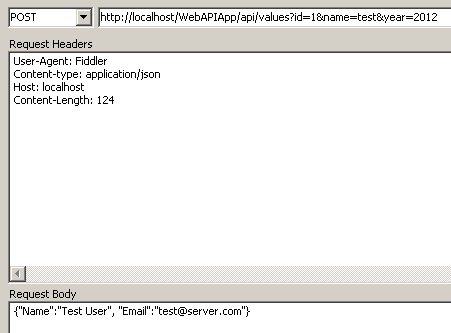 POST http://localhost/WebAPIApp/api/values?id=1&name=test&year=2012
Request Headers
User-Agent: Fiddler
Content-type: application/json
Host: localhost
Content-Length: 124
Request Body
{"Name":"Test User", "Email":"test@server.com"}